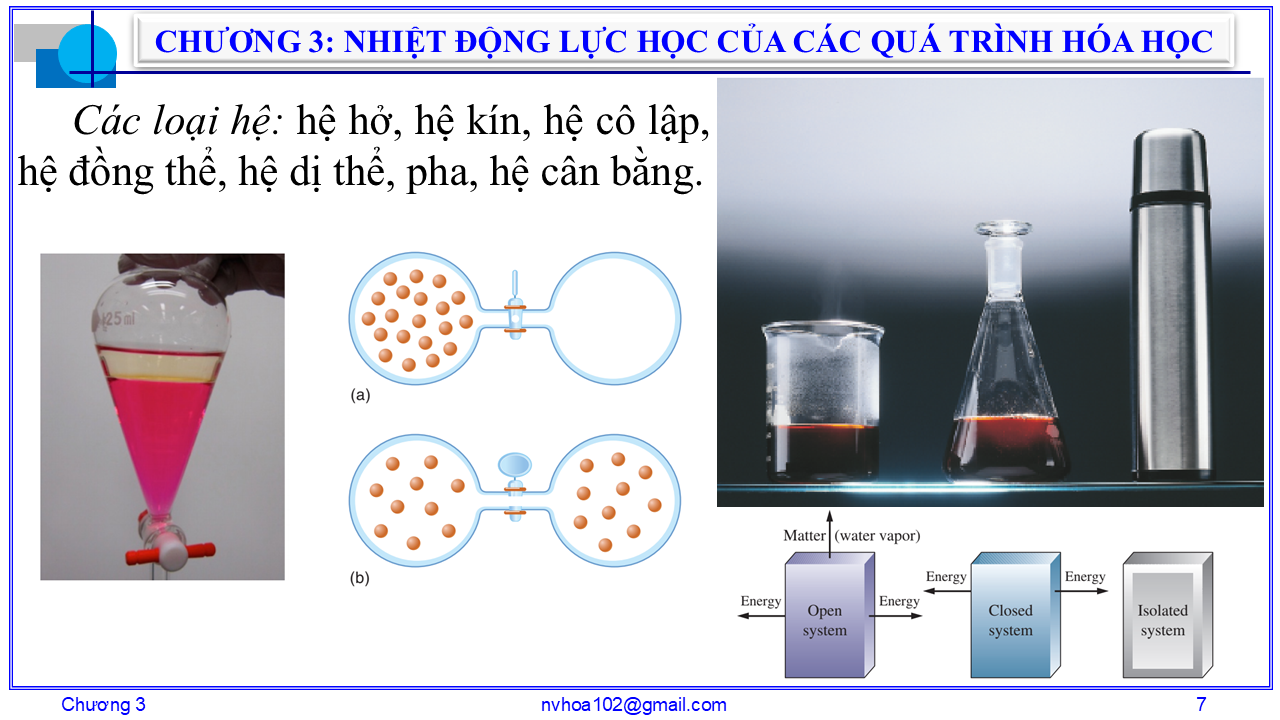 CHƯƠNG 3: NHIỆT ĐỘNG LỰC HỌC CỦA CÁC QUÁ TRÌNH HÓA HỌC
Các loại hệ: hệ hở, hệ kín, hệ cô lập,
hệ đồng thể, hệ dị thể, pha, hệ cân bằng.
25 ml
(a)
(b)
Matter (water vapor)
Energy
Energy
Open
system
Energy
Energy
Closed
system
Isolated
system
Chương 3
nvhoa102@gmail.com
7